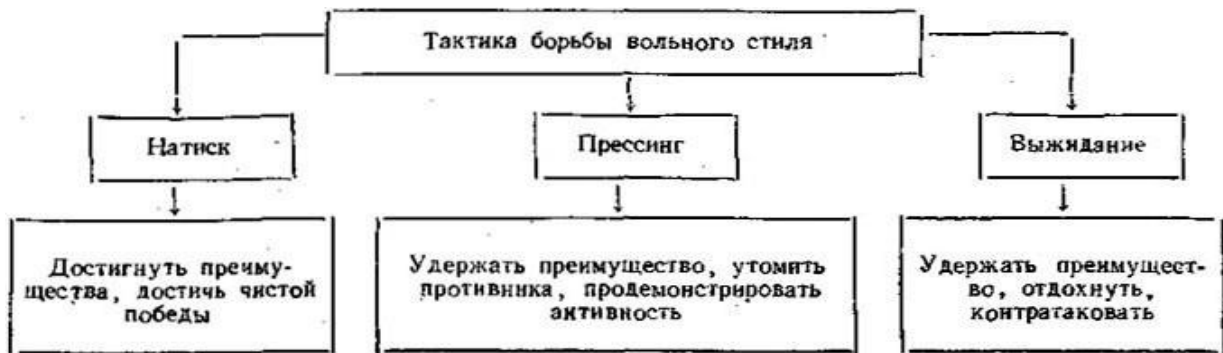 Тактика борьбы вольного стиля
Натиск
Прессинг
Выжидание
Достигнуть преиму-
щества, достичь чистой
победы
Удержать преимущество, утомить
противника, продемонстрировать
активность
Удержать преимущест-
во, отдохнуть,
контратаковать